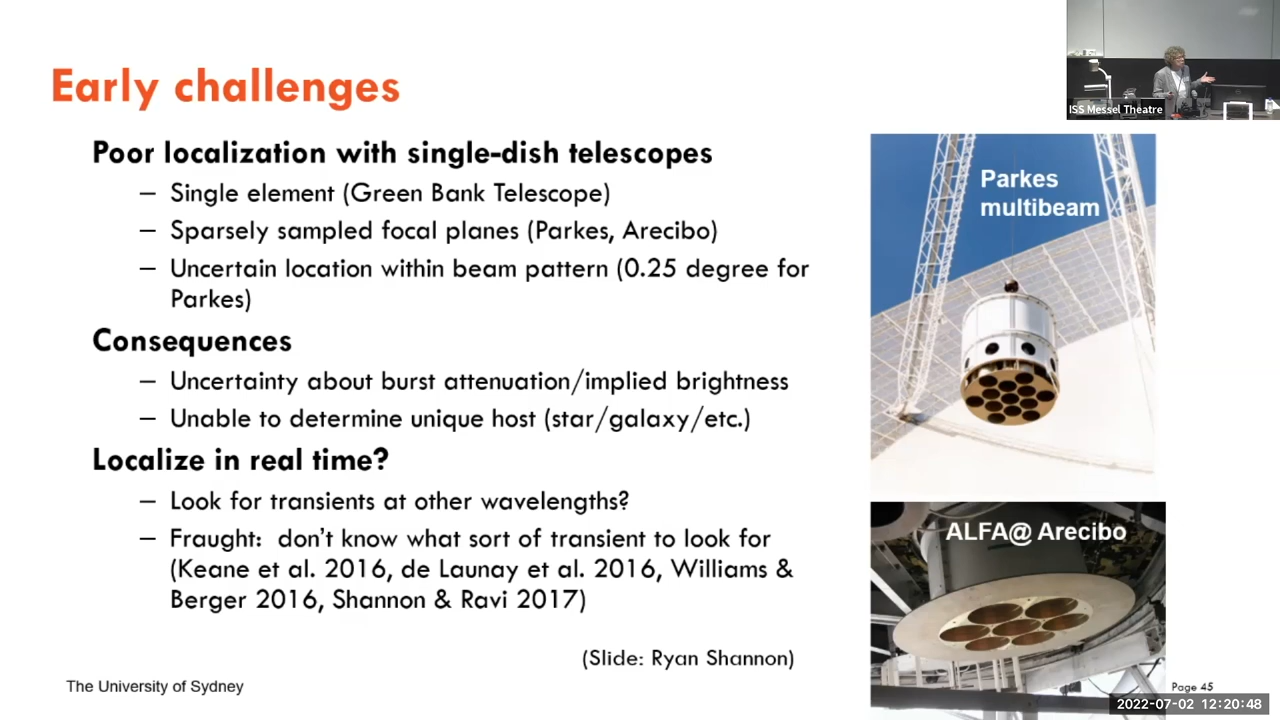 Early challenges
ISS Messel Theatre
Poor localization with single-dish telescopes
– Single element (Green Bank Telescope)
– Sparsely sampled focal planes (Parkes, Arecibo)
– Uncertain location within beam pattern (0.25 degree for
Parkes)
Consequences
– Uncertainty about burst attenuation/implied brightness
– Unable to determine unique host (star/galaxy/etc.)
Localize in real time?
– Look for transients at other wavelengths?
– Fraught:  don't know what sort of transient to look for
(Keane et al. 2016, de Launay et al. 2016, Williams &
Berger 2016, Shannon & Ravi 2017)
(Slide: Ryan Shannon)
Parkes
multibeam
ALFA@ Arecibo
The University of Sydney
Page 45
2022-07-02 12:20:48